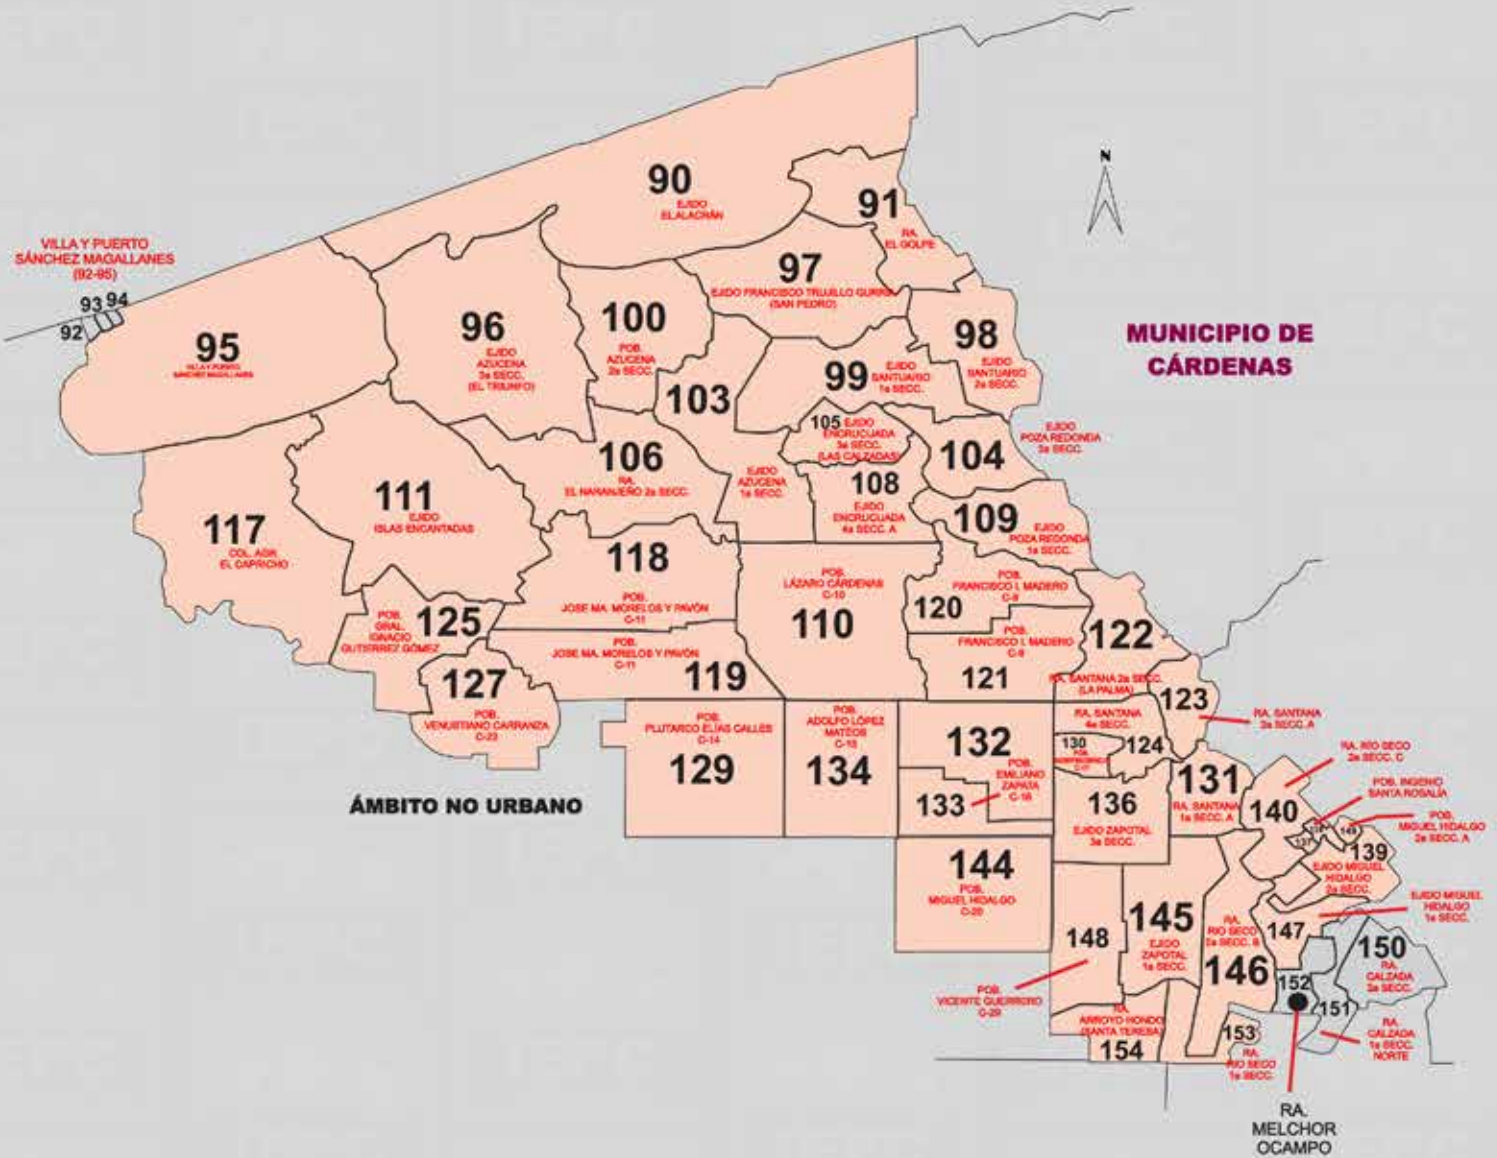 N
90
EJIDO
EL ALACRÁN
91
RA.
EL GOLPE
VILLA Y PUERTO
SÁNCHEZ MAGALLANES
(92-95)
93 94
92
95
VILLA Y PUERTO
SÁNCHEZ MAGALLANES
96
EJIDO
AZUCENA
3a SECC.
(EL TRIUNFO)
100
POB.
AZUCENA
2a SECC.
97
EJIDO FRANCISCO TRUJILLO GURRÍA
(SAN PEDRO)
98
EJIDO
SANTUARIO
2a SECC.
MUNICIPIO DE
CÁRDENAS
99
EJIDO
SANTUARIO
1a SECC.
103
EJIDO
AZUCENA
1a SECC.
105 EJIDO
ENCRUCIJADA
3a SECC.
(LAS CALZADAS)
104
EJIDO
POZA REDONDA
3a SECC.
106
RA.
EL NARANJEÑO 2a SECC.
108
EJIDO
ENCRUCIJADA
4a SECC. A
109
EJIDO
POZA REDONDA
1a SECC.
111
EJIDO
ISLAS ENCANTADAS
117
COL. AGR.
EL CAPRICHO
118
POB.
JOSE MA. MORELOS Y PAVÓN
C-11
POB.
LÁZARO CÁRDENAS
C-10
110
POB.
FRANCISCO I. MADERO
C-9
120
POB.
FRANCISCO I. MADERO
C-9
121
122
RA. SANTANA 2a SECC.
(LA PALMA)
POB.
GRAL.
IGNACIO
GUTIERREZ GÓMEZ
125
POB.
JOSE MA. MORELOS Y PAVÓN
C-11
119
127
POB.
VENUSTIANO CARRANZA
C-23
123
RA. SANTANA
3a SECC. A
RA. SANTANA
4a SECC.
124
130
POB.
C-17
POB.
PLUTARCO ELÍAS CALLES
C-14
129
POB.
ADOLFO LÓPEZ
MATEOS
134
132
POB.
EMILIANO
ZAPATA
C-16
133
ÁMBITO NO URBANO
136
EJIDO ZAPOTAL
3a SECC.
131
RA. SANTANA
1a SECC. A
RA. RÍO SECO
2a SECC. C
140
POB. INGENIO
SANTA ROSALÍA
POB.
MIGUEL HIDALGO
2a SECC. A
137
139
EJIDO MIGUEL
HIDALGO
2a SECC.
144
POB.
MIGUEL HIDALGO
C-20
EJIDO MIGUEL
HIDALGO
1a SECC.
145
EJIDO
ZAPOTAL
1a SECC.
RA.
RIO SECO
2a SECC. B
146
147
148
POB.
VICENTE GUERRERO
C-29
150
RA.
CALZADA
2a SECC.
152
151
RA.
CALZADA
1a SECC.
NORTE
RA.
ARROYO HONDO
(SANTA TERESA)
154
153
RA.
RIO SECO
1a SECC.
RA.
MELCHOR
OCAMPO